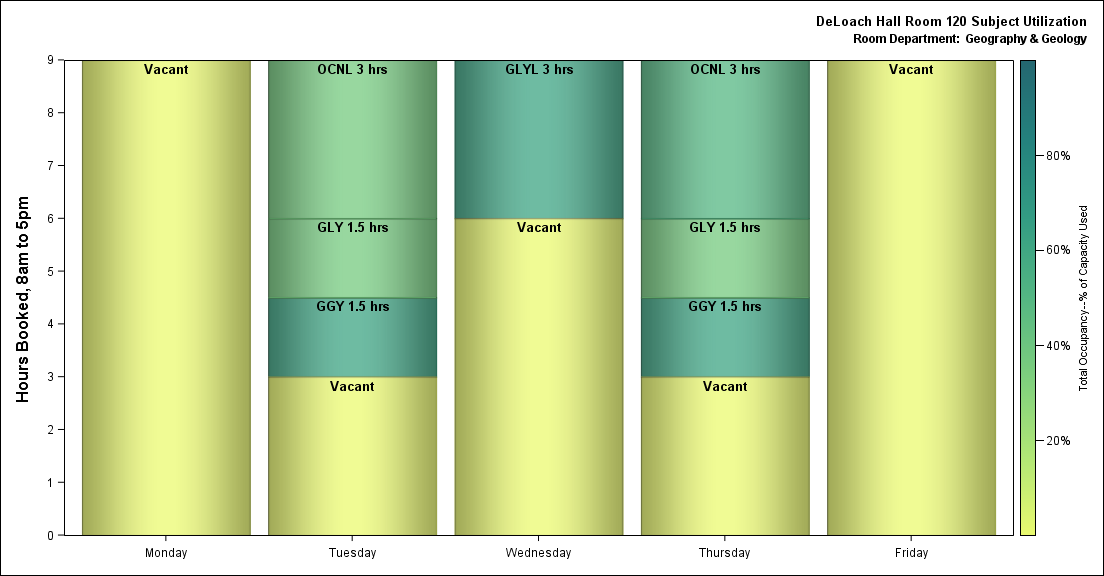 DeLoach Hall Room 120 Subject Utilization
Room Department: Geography & Geology
Hours Booked, 8am to 5pm
9
8
7
6
5
4
3
2
1
0
Vacant
OCNL 3 hrs
GLY 1.5 hrs
GGY 1.5 hrs
Vacant
GLYL 3 hrs
Vacant
OCNL 3 hrs
GLY 1.5 hrs
GGY 1.5 hrs
Vacant
Vacant
Monday
Tuesday
Wednesday
Thursday
Friday
80%
60%
40%
20%
Total Occupancy--% of Capacity Used